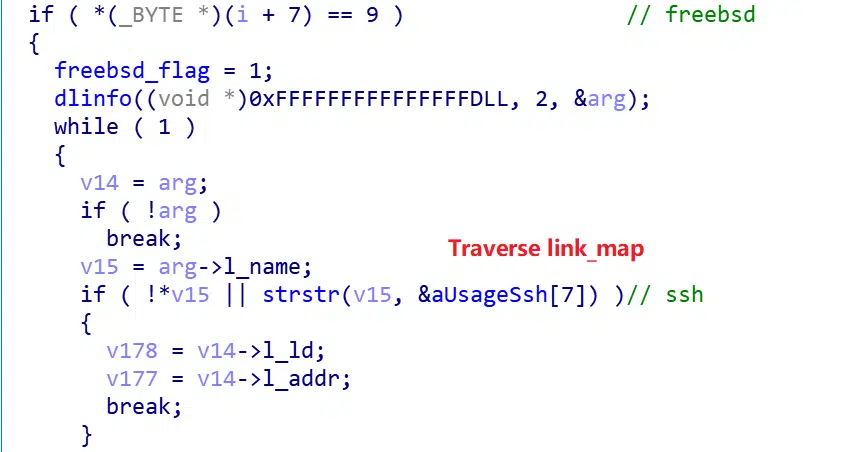 if ( *(_BYTE *)(i + 7) == 9 ) // freebsd
{
freebsd_flag = 1;
dlinfo((void *)0xFFFFFFFFFFFFFFFDLL, 2, &arg);
while ( 1 )
{
v14 = arg;
if ( !arg )
break;
Traverse link_map
v15 = arg->l_name;
if ( !*v15 || strstr(v15, &aUsageSsh[7]) )// ssh
{
v178 = v14->l_ld;
v177 = v14->l_addr;
break;
}